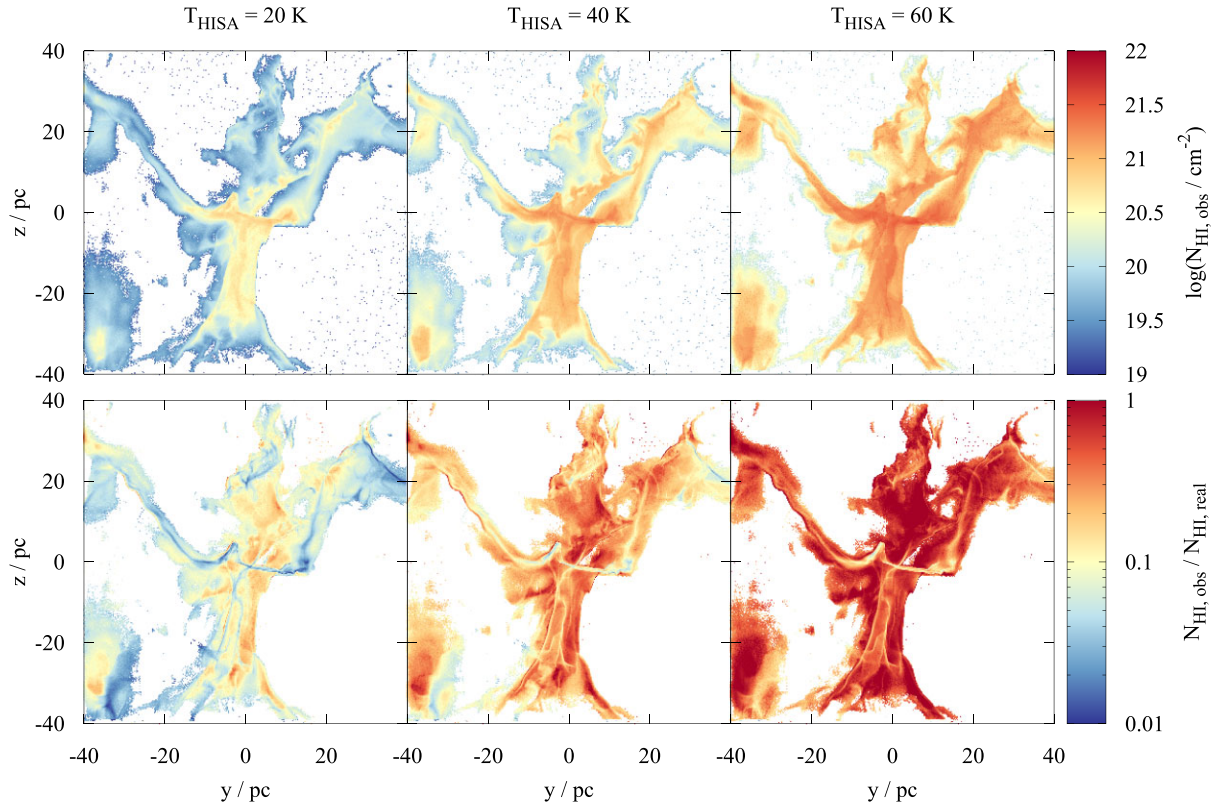 T_HISA = 20 K T_HISA = 40 K T_HISA = 60 K
40
20
0
-20
-40
z / pc
22
21.5
21
20.5
20
19.5
19
log(N_HI, obs / cm^-2)
40
20
0
-20
-40
z / pc
1
0.1
0.01
N_HI, obs / N_HI, real
-40 -20 0 20 -40 -20 0 20 -40 -20 0 20 40
y / pc y / pc y / pc